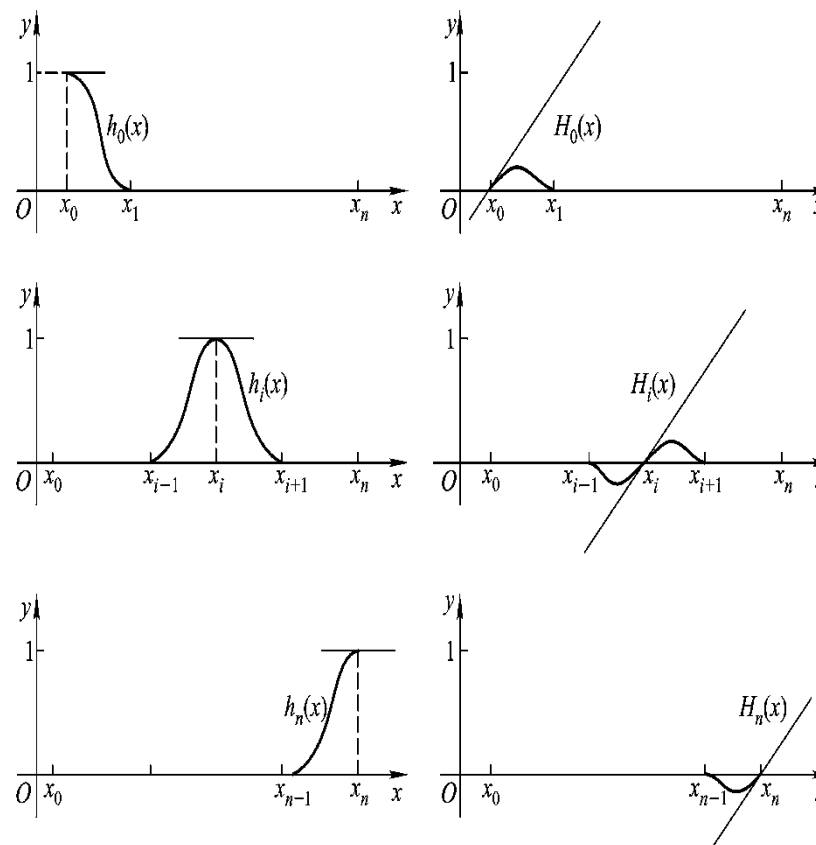 y y
1 1
h₀(x) H₀(x)
O x₀ x₁ xₙ x O x₀ x₁ xₙ
y y
1 1
hᵢ(x) Hᵢ(x)
O x₀ xᵢ₋₁ xᵢ xᵢ₊₁ xₙ x O x₀ xᵢ₋₁ xᵢ xᵢ₊₁ xₙ
y y
1 1
hₙ(x) Hₙ(x)
O x₀ xₙ₋₁ xₙ x O x₀ xₙ₋₁ xₙ